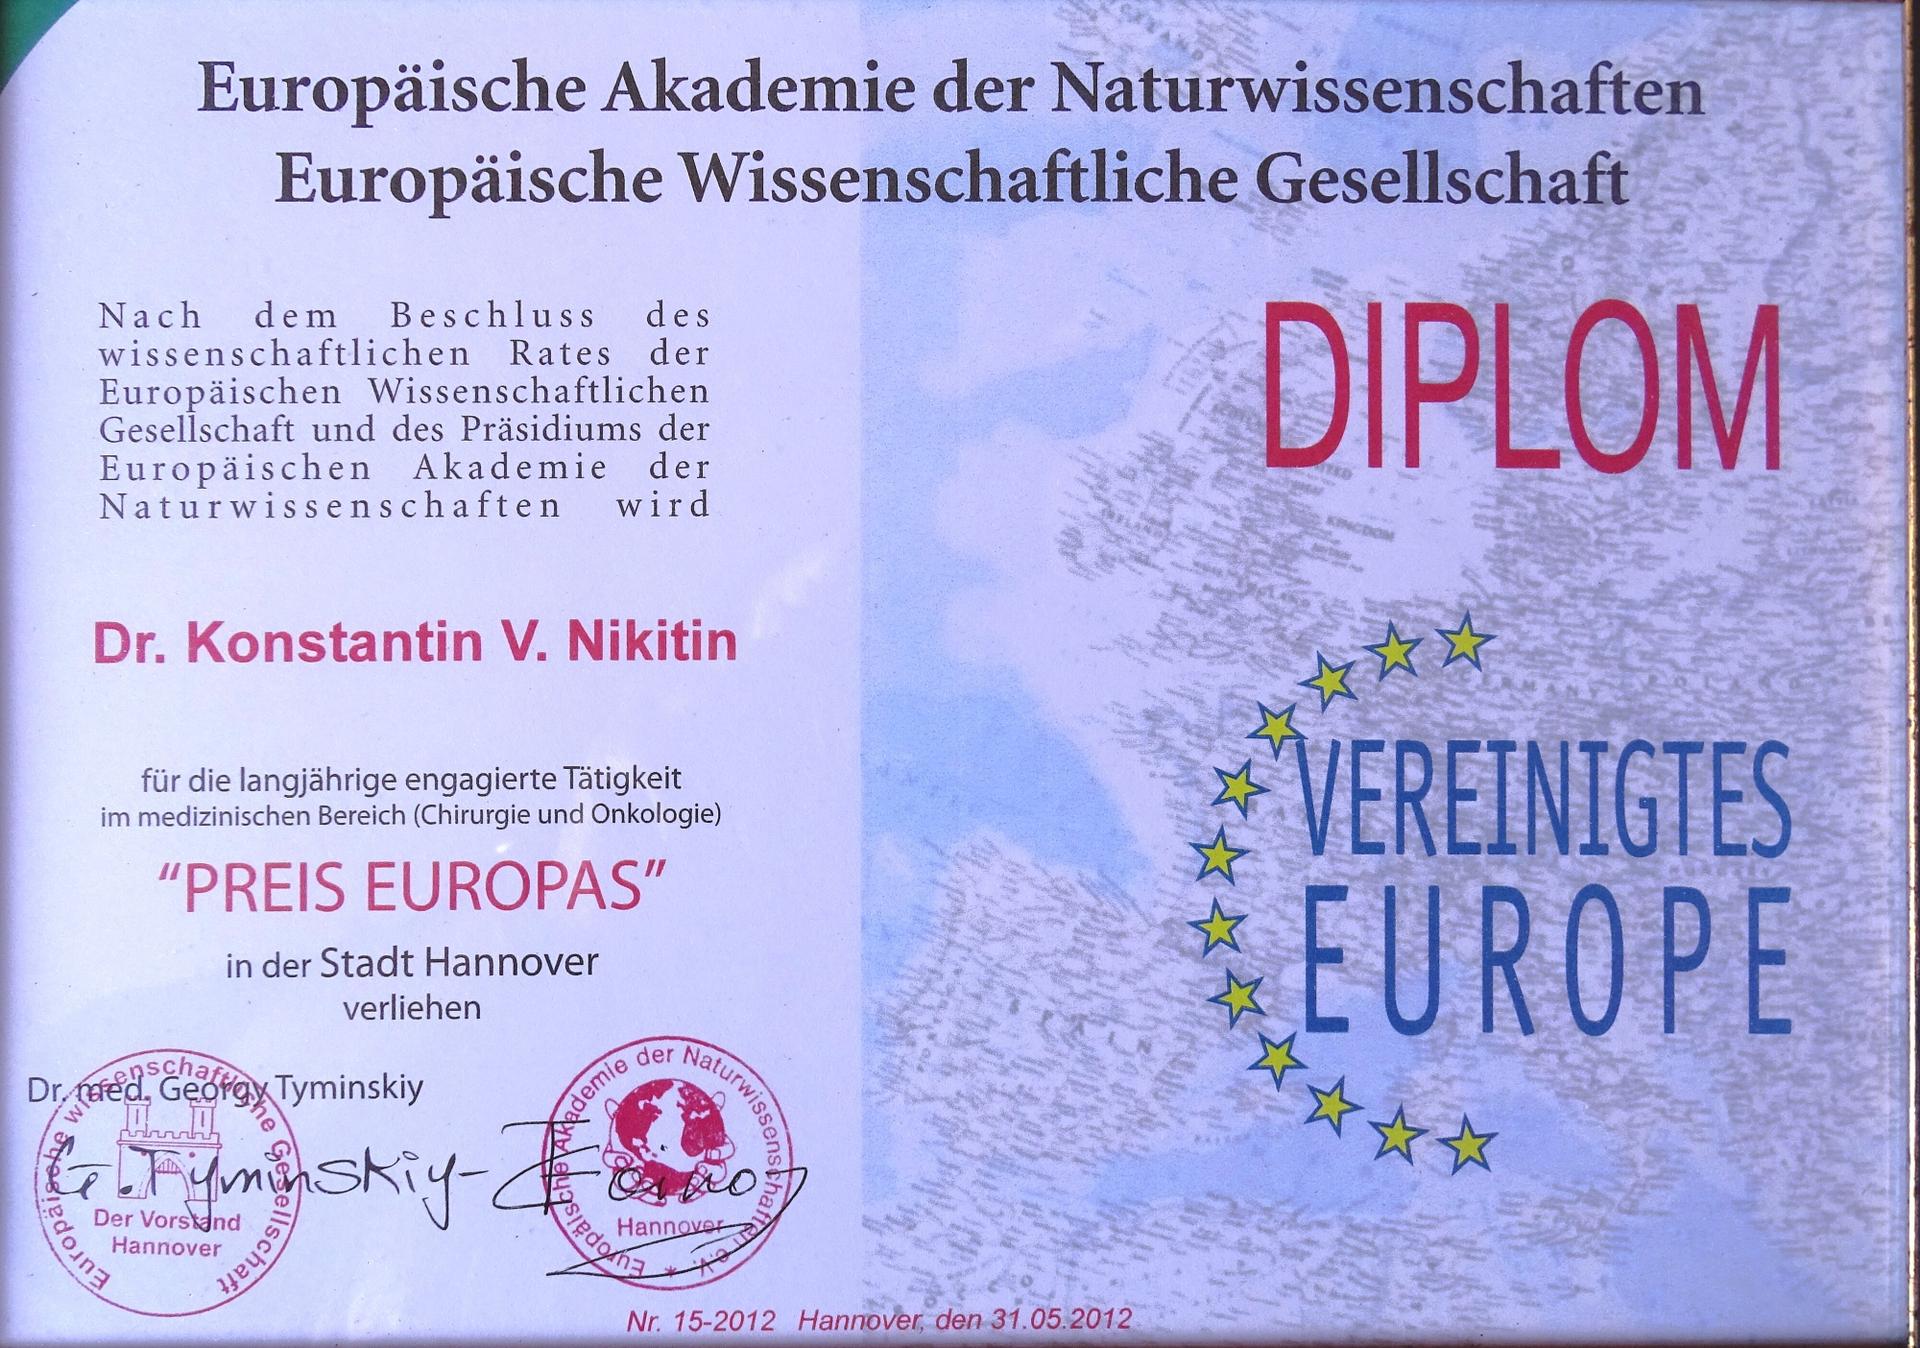 Europäische Akademie der Naturwissenschaften
Europäische Wissenschaftliche Gesellschaft
Nach dem Beschluss des
wissenschaftlichen Rates der
Europäischen Wissenschaftlichen
Gesellschaft und des Präsidiums der
Europäischen Akademie der
Naturwissenschaften wird
Dr. Konstantin V. Nikitin
für die langjährige engagierte Tätigkeit
im medizinischen Bereich (Chirurgie und Onkologie)
“PREIS EUROPAS”
in der Stadt Hannover
verliehen
Dr. med. Georgy Tyminskiy
G. Tyminskiy
Europäische wissenschaftliche Gesellschaft
Der Vorstand
Hannover
Europäische Akademie der Naturwissenschaften e.V. *
Hannover
Nr. 15-2012 Hannover, den 31.05.2012
DIPLOM
VEREINIGTES
EUROPE
KINGDOM
GERMANY
POLAND